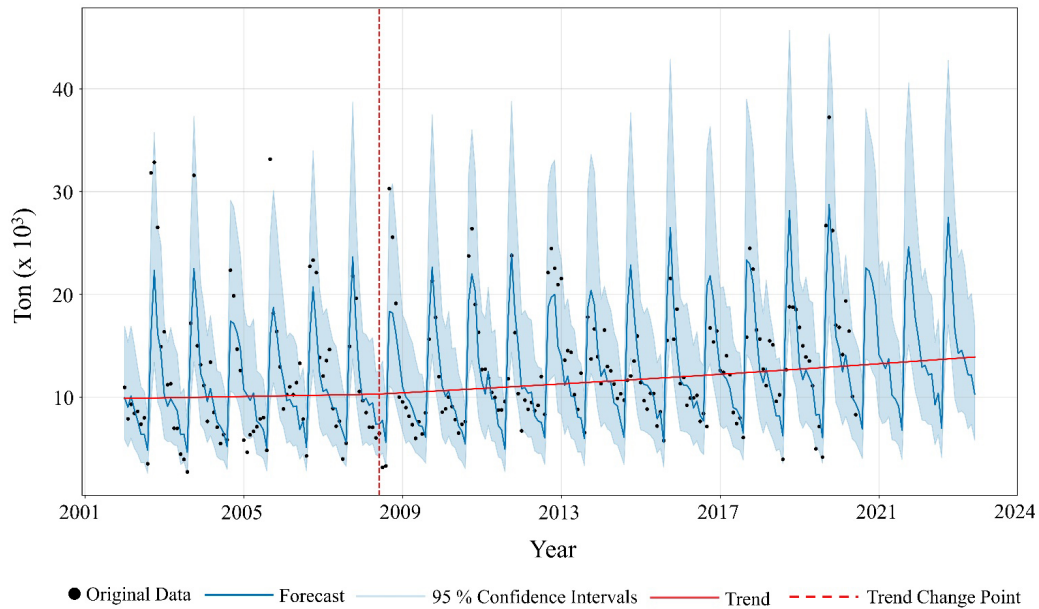 Ton (x 10³)
40
30
20
10
0
2001 2005 2009 2013 2017 2021 2024
Year
Original Data Forecast 95 % Confidence Intervals Trend Trend Change Point